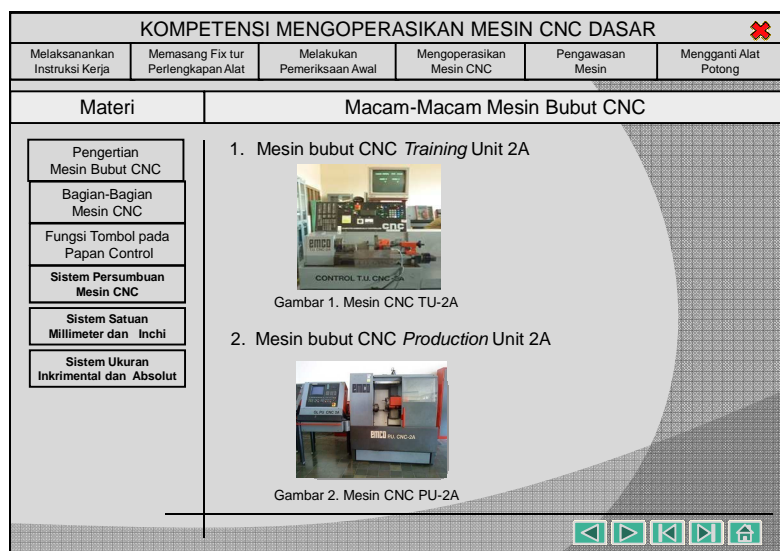 KOMPETENSI MENGOPERASIKAN MESIN CNC DASAR
Melaksanankan
Instruksi Kerja
Memasang Fix tur
Perlengkapan Alat
Melakukan
Pemeriksaan Awal
Mengoperasikan
Mesin CNC
Pengawasan
Mesin
Mengganti Alat
Potong
Materi
Macam-Macam Mesin Bubut CNC
Pengertian
Mesin Bubut CNC
Bagian-Bagian
Mesin CNC
Fungsi Tombol pada
Papan Control
Sistem Persumbuan
Mesin CNC
Sistem Satuan
Millimeter dan Inchi
Sistem Ukuran
Inkrimental dan Absolut
1. Mesin bubut CNC Training Unit 2A
CNC
emco
CONTROL T.U. CNC-2A
Gambar 1. Mesin CNC TU-2A
2. Mesin bubut CNC Production Unit 2A
emco
emco P.U. CNC-2A
Gambar 2. Mesin CNC PU-2A